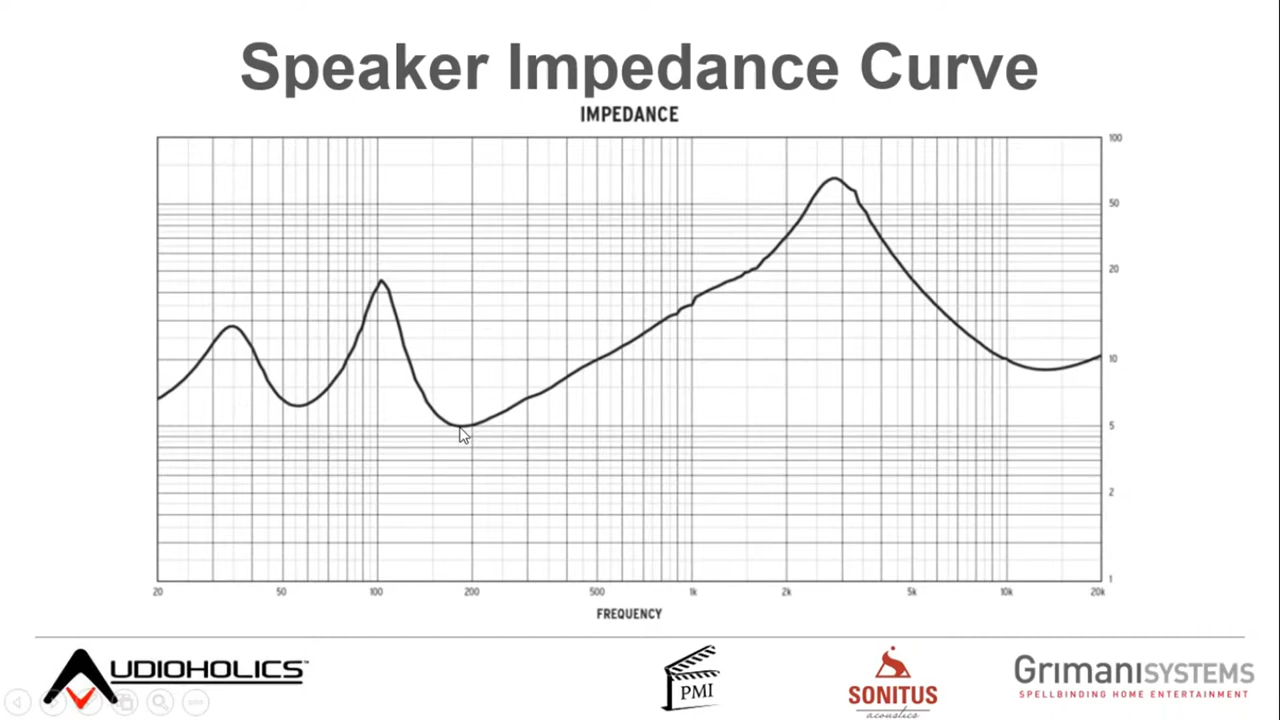 Speaker Impedance Curve
IMPEDANCE
100
50
20
10
5
2
1
20 50 100 200 500 1k 2k 5k 10k 20k
FREQUENCY
AUDIOHOLICS™
PMI
SONITUS
acoustics
GRIMANISYSTEMS
SPELLBINDING HOME ENTERTAINMENT